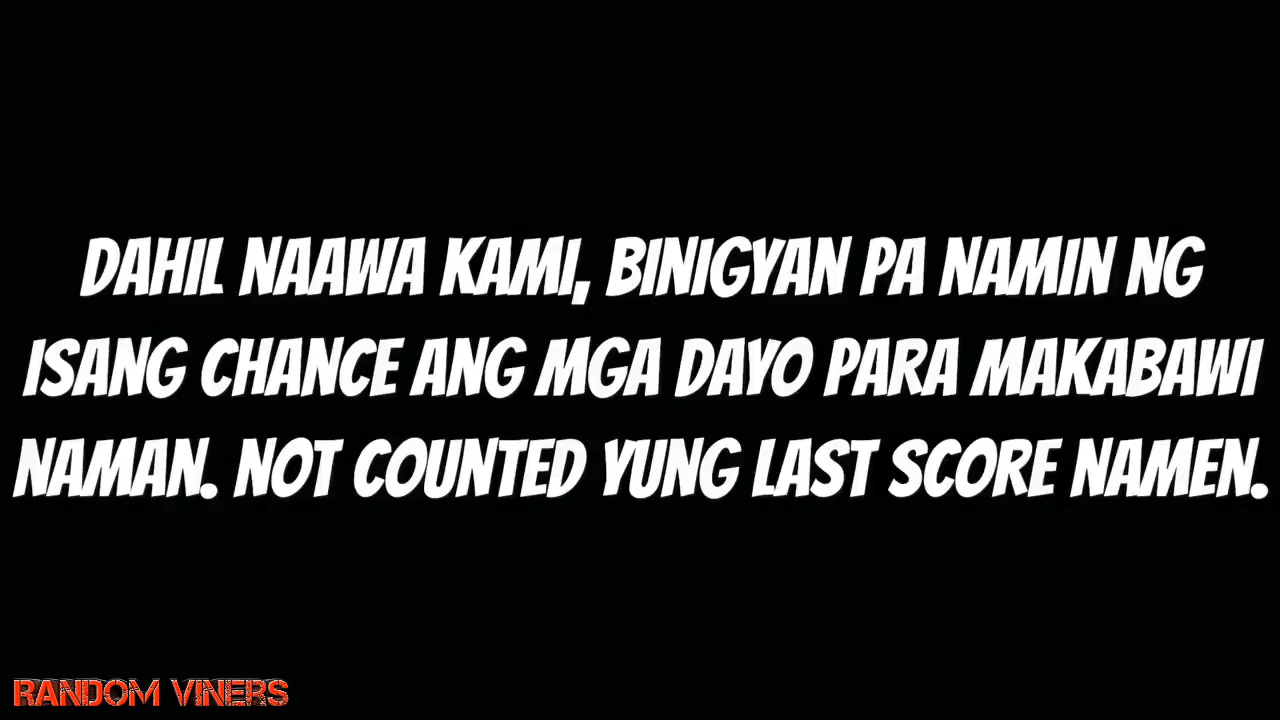 DAHIL NAAWA KAMI, BINIGYAN PA NAMIN NG
ISANG CHANCE ANG MGA DAYO PARA MAKABAWI
NAMAN. NOT COUNTED YUNG LAST SCORE NAMEN.
RANDOM VINERS